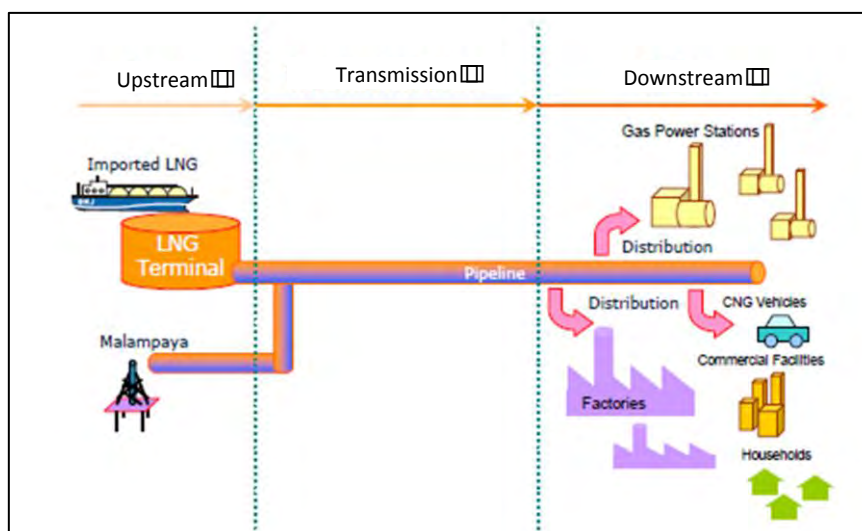 Upstream
Transmission
Downstream
Gas Power Stations
Imported LNG
LNG
Terminal
Distribution
Pipeline
Distribution
CNG Vehicles
Malampaya
Commercial Facilities
Factories
Households